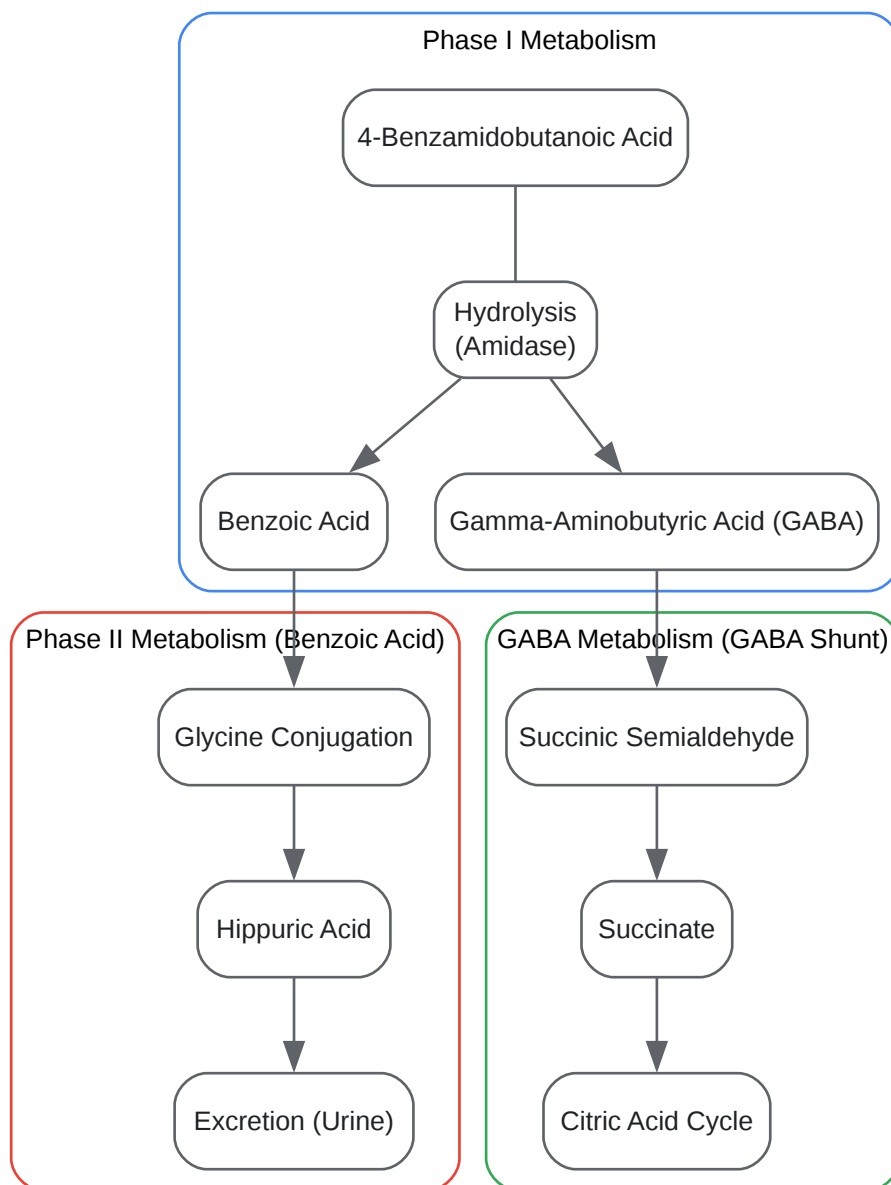 Phase I Metabolism
4-Benzamidobutanoic Acid
Hydrolysis
(Amidase)
Benzoic Acid
Gamma-Aminobutyric Acid (GABA)
Phase II Metabolism (Benzoic Acid)
Glycine Conjugation
Hippuric Acid
Excretion (Urine)
GABA Metabolism (GABA Shunt)
Succinic Semialdehyde
Succinate
Citric Acid Cycle